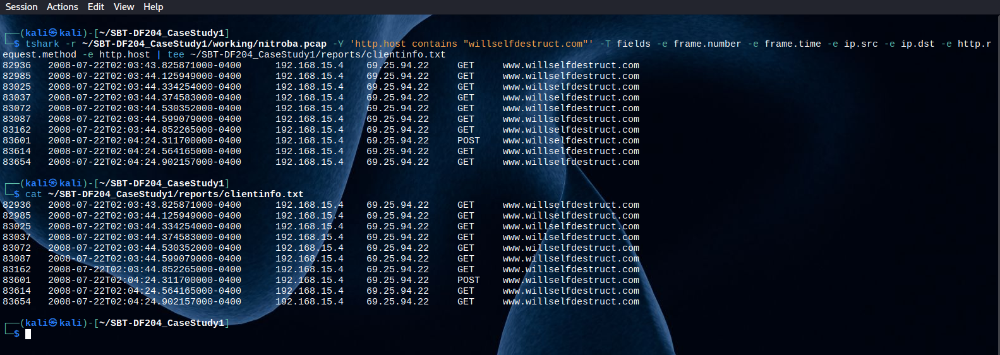 Session Actions Edit View Help
┌──(kali㉿kali)-[~/SBT-DF204_CaseStudy1]
└─$ tshark -r ~/SBT-DF204_CaseStudy1/working/nitroba.pcap -Y 'http.host contains "willselfdestruct.com"' -T fields -e frame.number -e frame.time -e ip.src -e ip.dst -e http.r
equest.method -e http.host | tee ~/SBT-DF204_CaseStudy1/reports/clientinfo.txt
82936 2008-07-22T02:03:43.825871000-0400 192.168.15.4 69.25.94.22 GET www.willselfdestruct.com
82985 2008-07-22T02:03:44.125949000-0400 192.168.15.4 69.25.94.22 GET www.willselfdestruct.com
83025 2008-07-22T02:03:44.334254000-0400 192.168.15.4 69.25.94.22 GET www.willselfdestruct.com
83037 2008-07-22T02:03:44.374583000-0400 192.168.15.4 69.25.94.22 GET www.willselfdestruct.com
83072 2008-07-22T02:03:44.530352000-0400 192.168.15.4 69.25.94.22 GET www.willselfdestruct.com
83087 2008-07-22T02:03:44.599079000-0400 192.168.15.4 69.25.94.22 GET www.willselfdestruct.com
83162 2008-07-22T02:03:44.852265000-0400 192.168.15.4 69.25.94.22 GET www.willselfdestruct.com
83601 2008-07-22T02:04:24.311700000-0400 192.168.15.4 69.25.94.22 POST www.willselfdestruct.com
83614 2008-07-22T02:04:24.564165000-0400 192.168.15.4 69.25.94.22 GET www.willselfdestruct.com
83654 2008-07-22T02:04:24.902157000-0400 192.168.15.4 69.25.94.22 GET www.willselfdestruct.com
┌──(kali㉿kali)-[~/SBT-DF204_CaseStudy1]
└─$ cat ~/SBT-DF204_CaseStudy1/reports/clientinfo.txt
82936 2008-07-22T02:03:43.825871000-0400 192.168.15.4 69.25.94.22 GET www.willselfdestruct.com
82985 2008-07-22T02:03:44.125949000-0400 192.168.15.4 69.25.94.22 GET www.willselfdestruct.com
83025 2008-07-22T02:03:44.334254000-0400 192.168.15.4 69.25.94.22 GET www.willselfdestruct.com
83037 2008-07-22T02:03:44.374583000-0400 192.168.15.4 69.25.94.22 GET www.willselfdestruct.com
83072 2008-07-22T02:03:44.530352000-0400 192.168.15.4 69.25.94.22 GET www.willselfdestruct.com
83087 2008-07-22T02:03:44.599079000-0400 192.168.15.4 69.25.94.22 GET www.willselfdestruct.com
83162 2008-07-22T02:03:44.852265000-0400 192.168.15.4 69.25.94.22 GET www.willselfdestruct.com
83601 2008-07-22T02:04:24.311700000-0400 192.168.15.4 69.25.94.22 POST www.willselfdestruct.com
83614 2008-07-22T02:04:24.564165000-0400 192.168.15.4 69.25.94.22 GET www.willselfdestruct.com
83654 2008-07-22T02:04:24.902157000-0400 192.168.15.4 69.25.94.22 GET www.willselfdestruct.com
┌──(kali㉿kali)-[~/SBT-DF204_CaseStudy1]
└─$